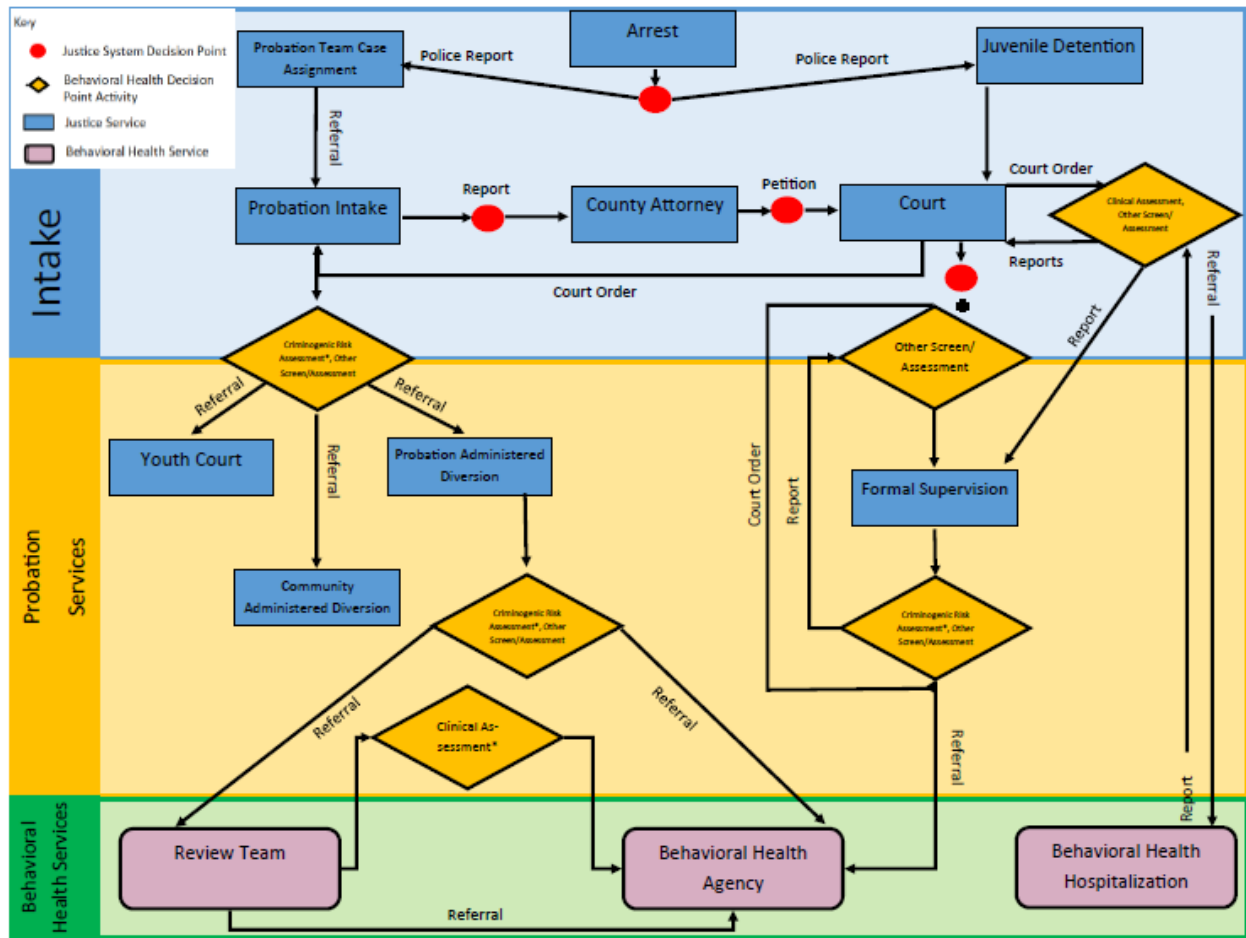 Key
Justice System Decision Point
Behavioral Health Decision
Point Activity
Justice Service
Behavioral Health Service
Probation Team Case
Assignment
Police Report
Arrest
Police Report
Juvenile Detention
Referral
Intake
Probation Intake
Report
County Attorney
Petition
Court
Court Order
Clinical Assessment,
Other Screen/
Assessment
Reports
Referral
Court Order
Report
Criminogenic Risk
Assessment*, Other
Screen/Assessment
Other Screen/
Assessment
Referral
Referral
Referral
Youth Court
Probation Administered
Diversion
Court Order
Report
Formal Supervision
Probation
Services
Community
Administered Diversion
Criminogenic Risk
Assessment*, Other
Screen/Assessment
Criminogenic Risk
Assessment*, Other
Screen/Assessment
Referral
Clinical As-
sessment*
Referral
Referral
Report
Behavioral
Health Services
Review Team
Behavioral Health
Agency
Behavioral Health
Hospitalization
Referral